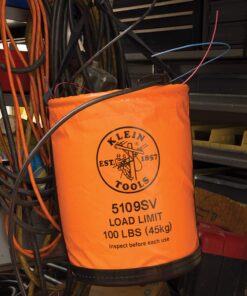 KLEIN
EST. 1857
TOOLS
5109SV
LOAD LIMIT
100 LBS (45kg)
Inspect before each use